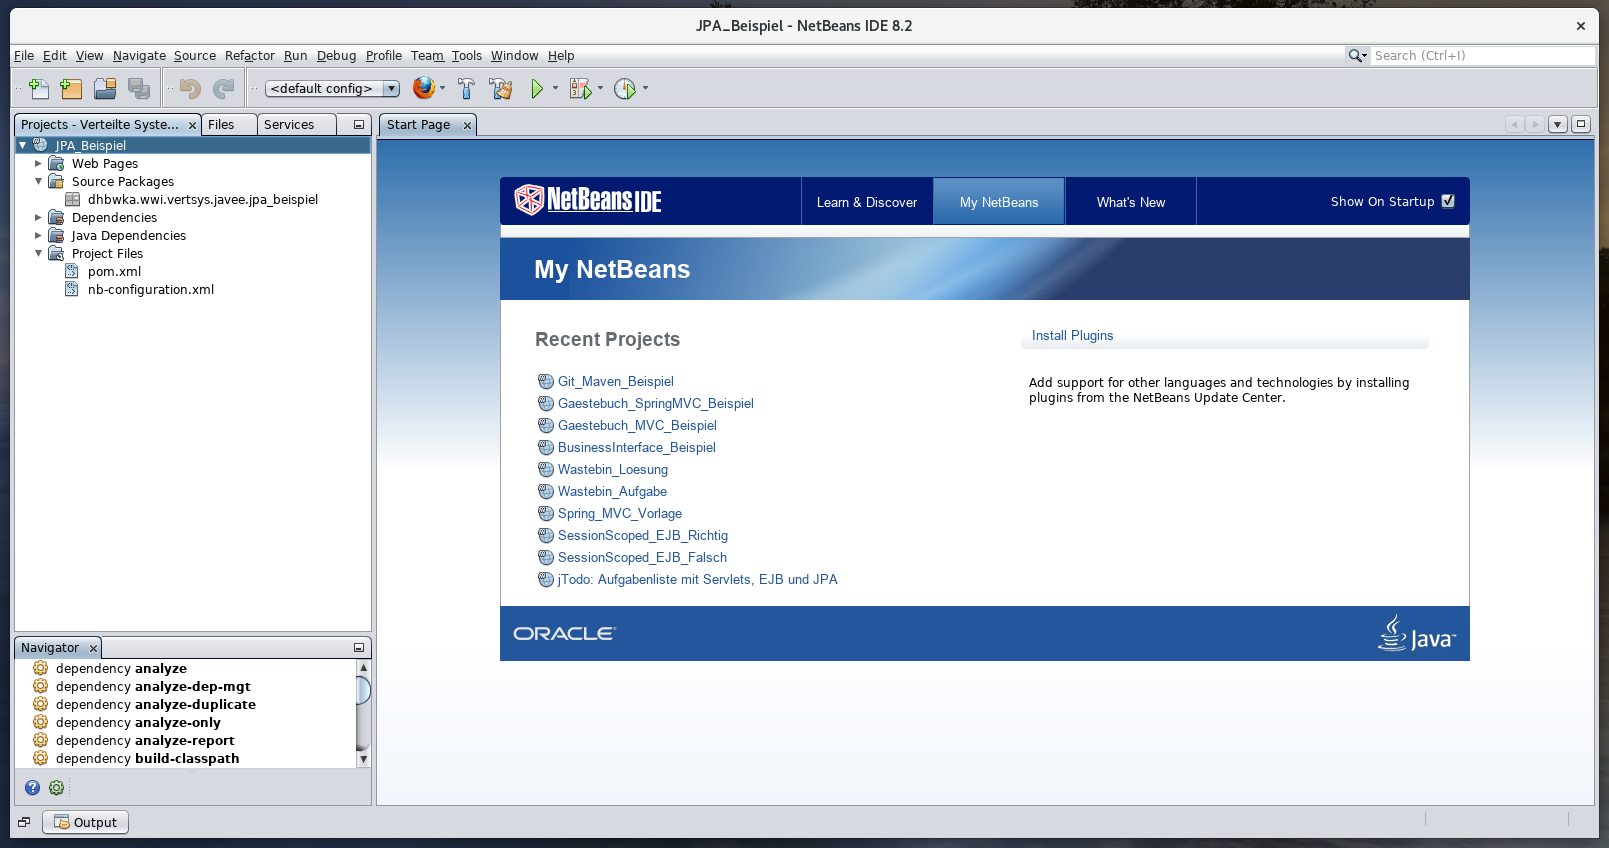 JPA_Beispiel - NetBeans IDE 8.2
File Edit View Navigate Source Refactor Run Debug Profile Team Tools Window Help
Search (Ctrl+I)
<default config>
Projects - Verteilte Syste... Files Services
Start Page
JPA_Beispiel
Web Pages
Source Packages
dhbwka.wwi.vertsys.javee.jpa_beispiel
Dependencies
Java Dependencies
Project Files
pom.xml
nb-configuration.xml
NetBeans IDE
Learn & Discover
My NetBeans
What's New
Show On Startup
My NetBeans
Recent Projects
Git_Maven_Beispiel
Gaestebuch_SpringMVC_Beispiel
Gaestebuch_MVC_Beispiel
BusinessInterface_Beispiel
Wastebin_Loesung
Wastebin_Aufgabe
Spring_MVC_Vorlage
SessionScoped_EJB_Richtig
SessionScoped_EJB_Falsch
jTodo: Aufgabenliste mit Servlets, EJB und JPA
Install Plugins
Add support for other languages and technologies by installing
plugins from the NetBeans Update Center.
ORACLE
Java
Navigator
dependency analyze
dependency analyze-dep-mgt
dependency analyze-duplicate
dependency analyze-only
dependency analyze-report
dependency build-classpath
Output